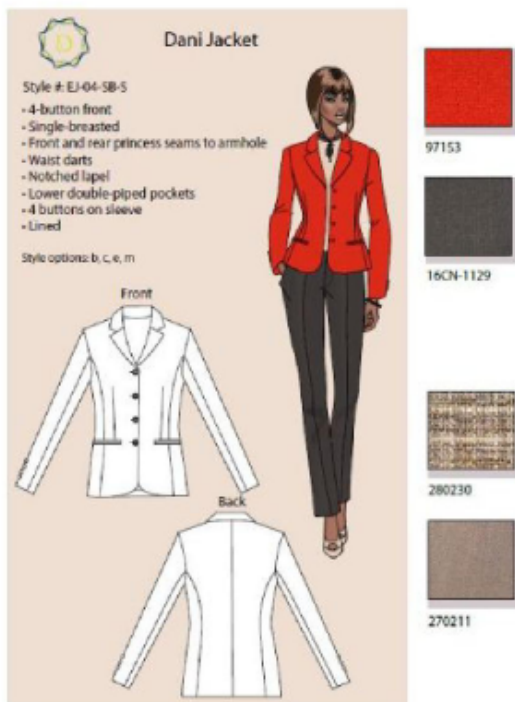 D
Dani Jacket
Style #: EJ-04-SB-S
- 4-button front
- Single-breasted
- Front and rear princess seams to armhole
- Waist darts
- Notched lapel
- Lower double-piped pockets
- 4 buttons on sleeve
- Lined
Style options: b, c, e, m
Front
Back
97153
16CN-1129
280230
270211